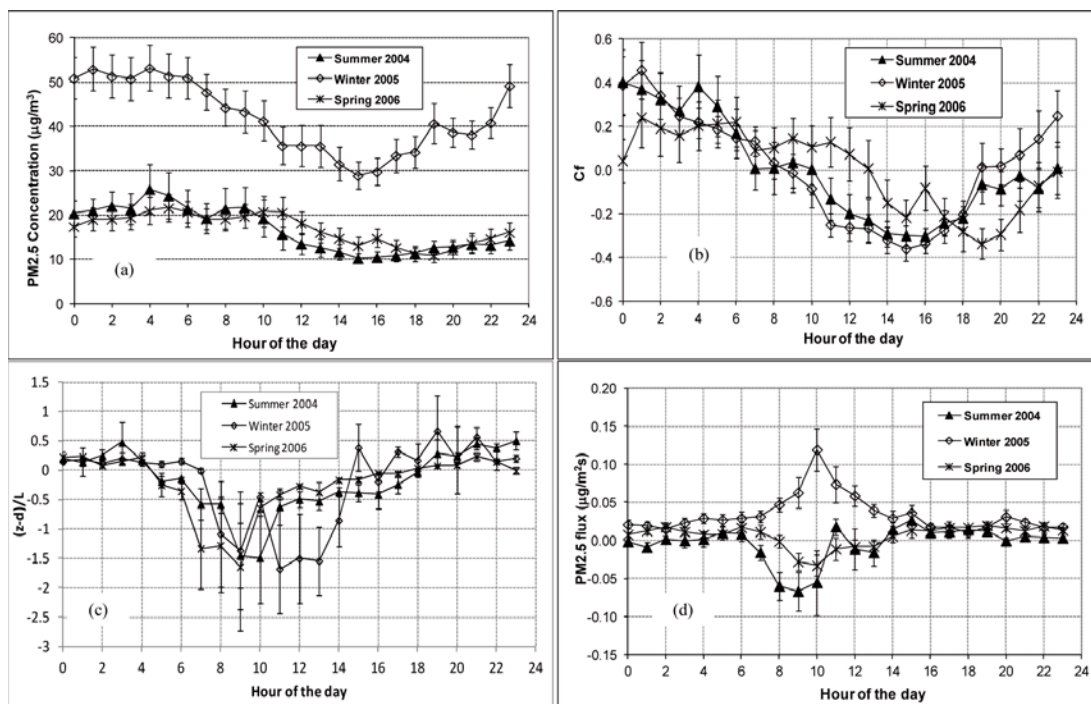 60
50
40
30
20
10
0
PM2.5 Concentration (µg/m³)
Summer 2004
Winter 2005
Spring 2006
(a)
0 2 4 6 8 10 12 14 16 18 20 22 24
Hour of the day
0.6
0.4
0.2
0.0
-0.2
-0.4
-0.6
Cf
Summer 2004
Winter 2005
Spring 2006
(b)
0 2 4 6 8 10 12 14 16 18 20 22 24
Hour of the day
1.5
1
0.5
0
-0.5
-1
-1.5
-2
-2.5
-3
(z-d)/L
Summer 2004
Winter 2005
Spring 2006
(c)
0 2 4 6 8 10 12 14 16 18 20 22 24
Hour of the day
0.20
0.15
0.10
0.05
0.00
-0.05
-0.10
-0.15
PM2.5 flux (µg/m²s)
Summer 2004
Winter 2005
Spring 2006
(d)
0 2 4 6 8 10 12 14 16 18 20 22 24
Hour of the day